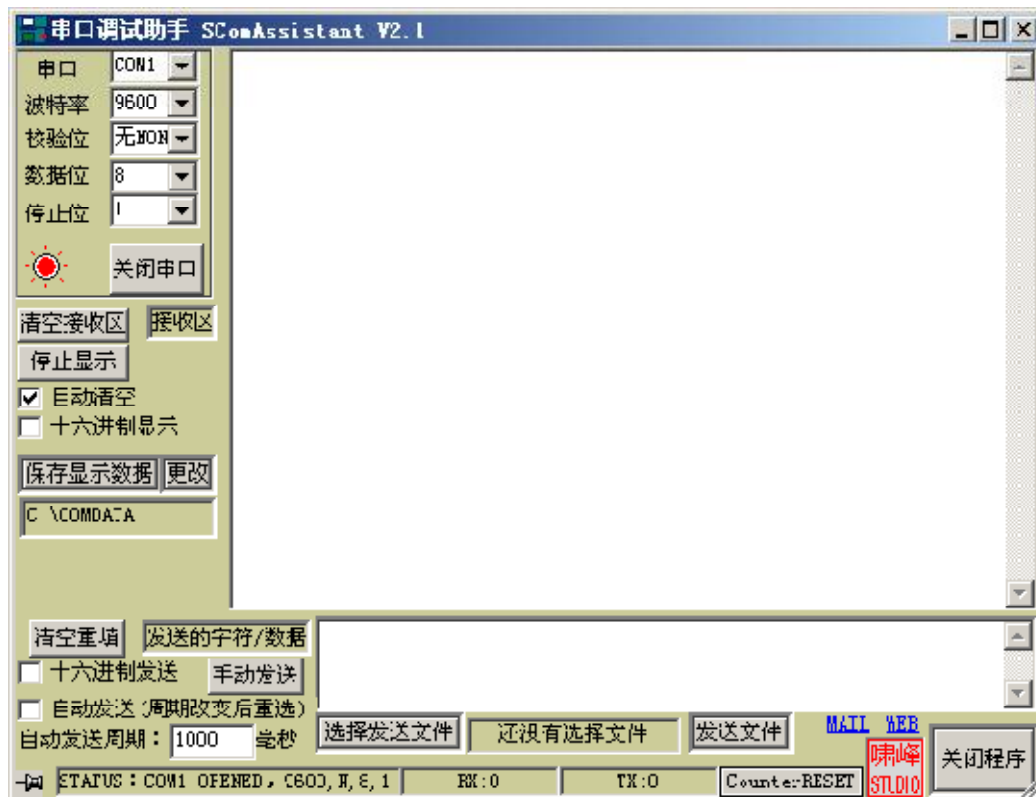 串口调试助手 SComAssistant V2.1
串口 COM1
波特率 9600
校验位 无NON
数据位 8
停止位 1
关闭串口
清空接收区 接收区
停止显示
自动清空
十六进制显示
保存显示数据 更改
C \COMDATA
清空重填 发送的字符/数据
十六进制发送 手动发送
自动发送(周期改变后重选)
自动发送周期: 1000 毫秒
选择发送文件 还没有选择文件 发送文件
MAIL WEB
啸峰
STUDIO
关闭程序
STATUS:COM1 OPENED, 9600, N, 8, 1 RX:0 TX:0 Counter RESET